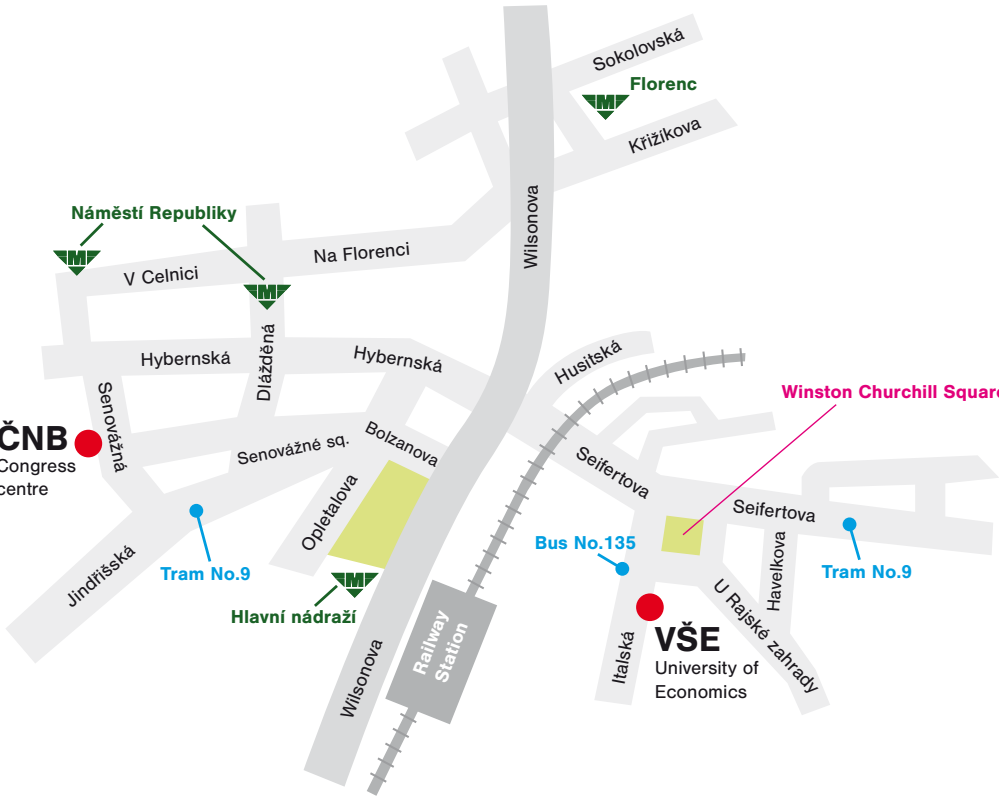 Sokolovská
M
Florenc
Křižíkova
Wilsonova
Náměstí Republiky
M
M
V Celnici
Na Florenci
Hybernská
Dlážděná
Hybernská
Husitská
Winston Churchill Square
Senovážná
ČNB
Congress
centre
Senovážné sq.
Bolzanova
Opletalova
Seifertova
Seifertova
Jindřišská
Tram No.9
M
Hlavní nádraží
Bus No.135
Havelkova
Tram No.9
U Rajské zahrady
Railway
Station
Wilsonova
Italská
VŠE
University of
Economics